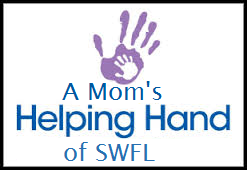 A Mom's
Helping Hand
of SWFL